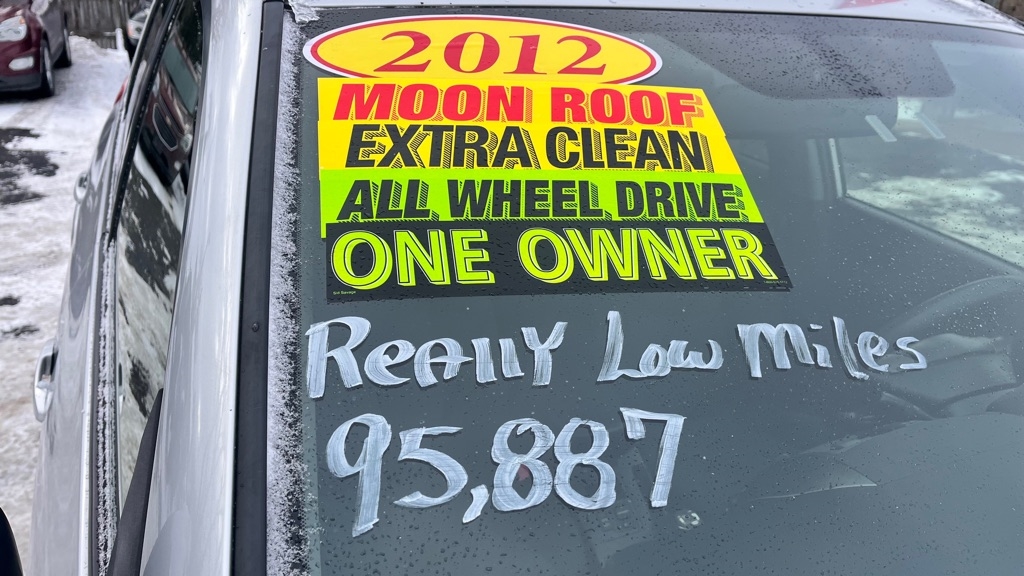 2012
MOON ROOF
EXTRA CLEAN
ALL WHEEL DRIVE
ONE OWNER
Really Low Miles
95,887